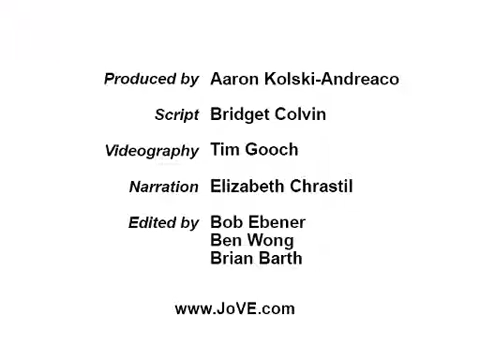 Produced by Aaron Kolski-Andreaco
Script Bridget Colvin
Videography Tim Gooch
Narration Elizabeth Chrastil
Edited by Bob Ebener
Ben Wong
Brian Barth
www.JoVE.com